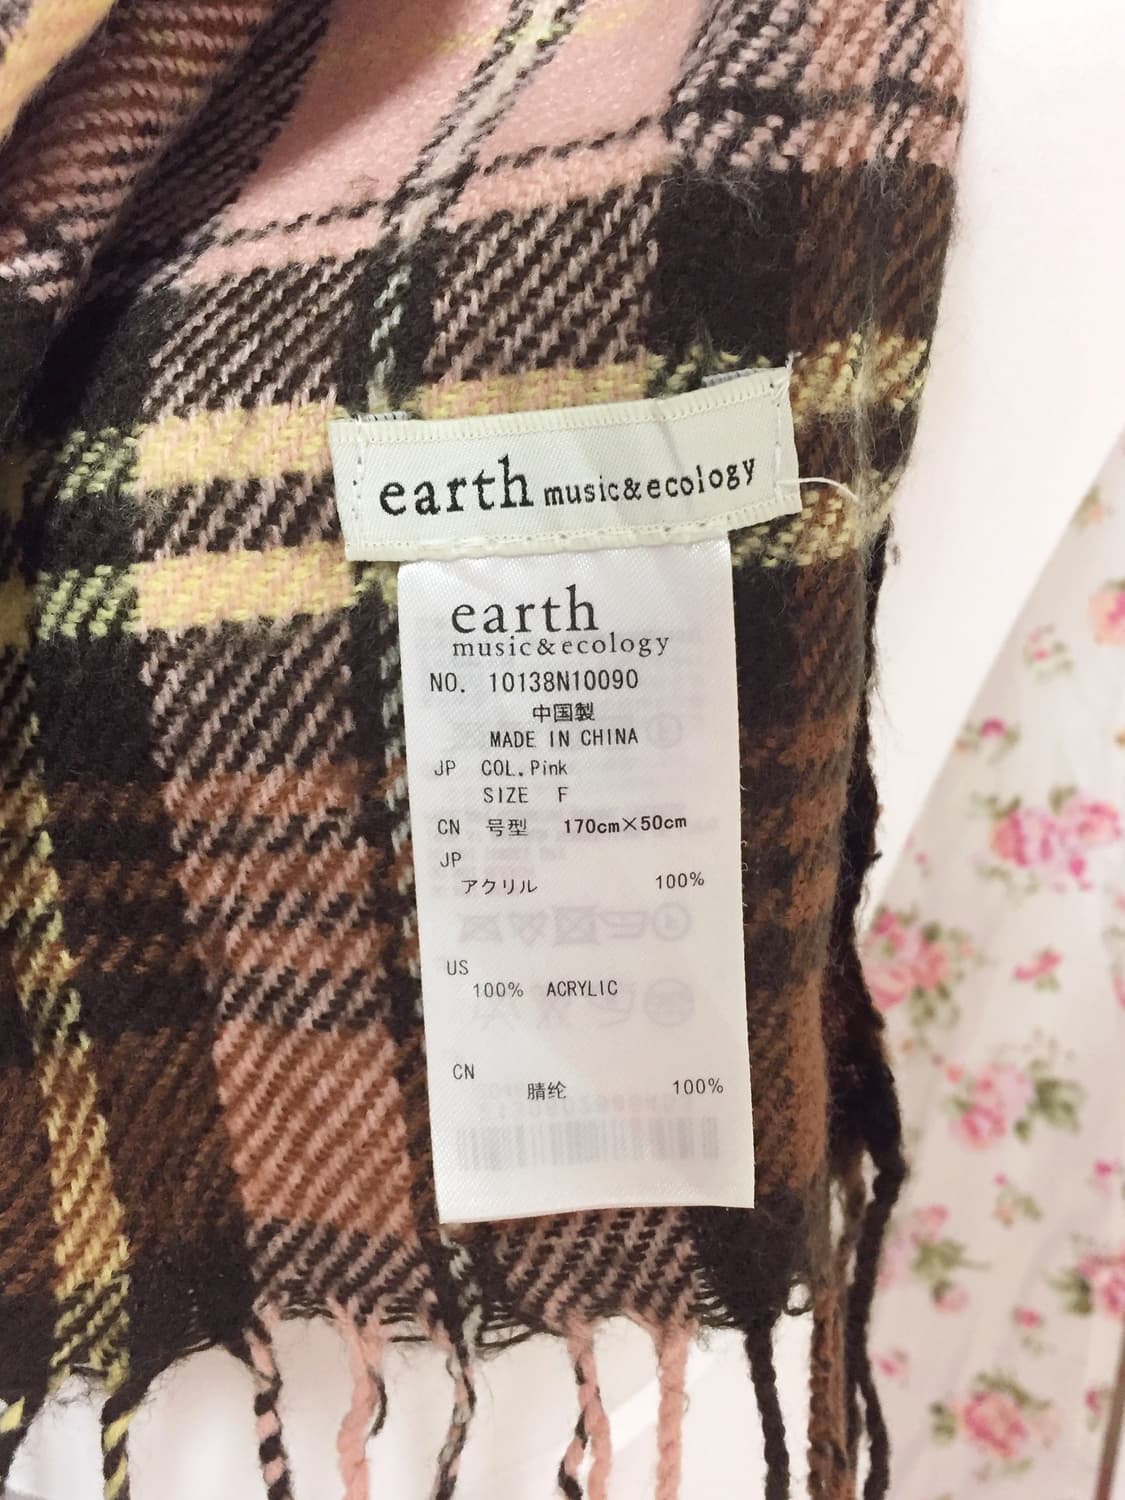 earth music&ecology
earth
music&ecology
NO. 10138N10090
中国製
MADE IN CHINA
JP COL.Pink
SIZE F
CN 号型 170cm×50cm
JP
アクリル 100%
US
100% ACRYLIC
CN
腈纶 100%